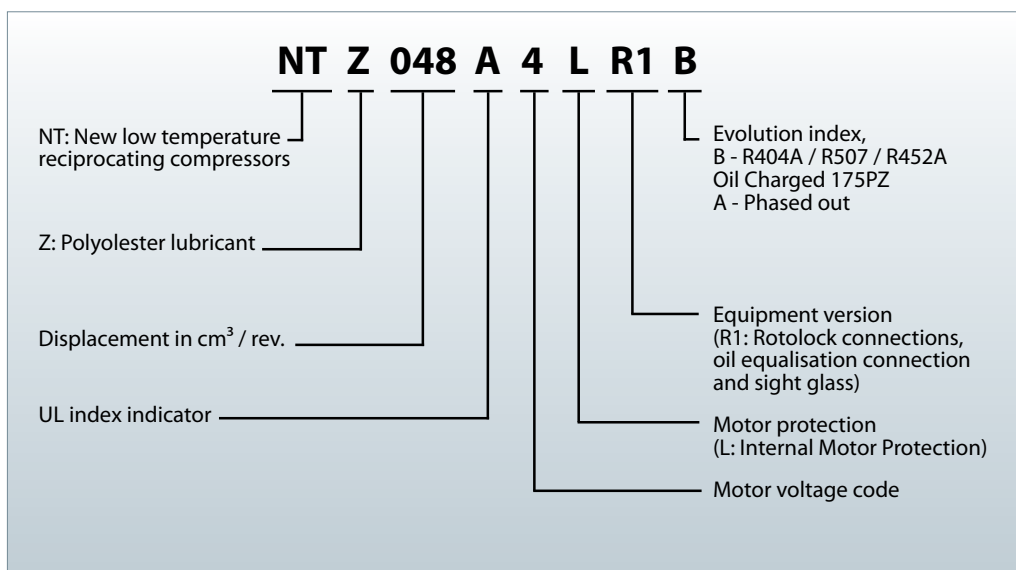 NT Z 048 A 4 L R1 B
NT: New low temperature
reciprocating compressors
Z: Polyolester lubricant
Displacement in cm³ / rev.
UL index indicator
Evolution index,
B - R404A / R507 / R452A
Oil Charged 175PZ
A - Phased out
Equipment version
(R1: Rotolock connections,
oil equalisation connection
and sight glass)
Motor protection
(L: Internal Motor Protection)
Motor voltage code